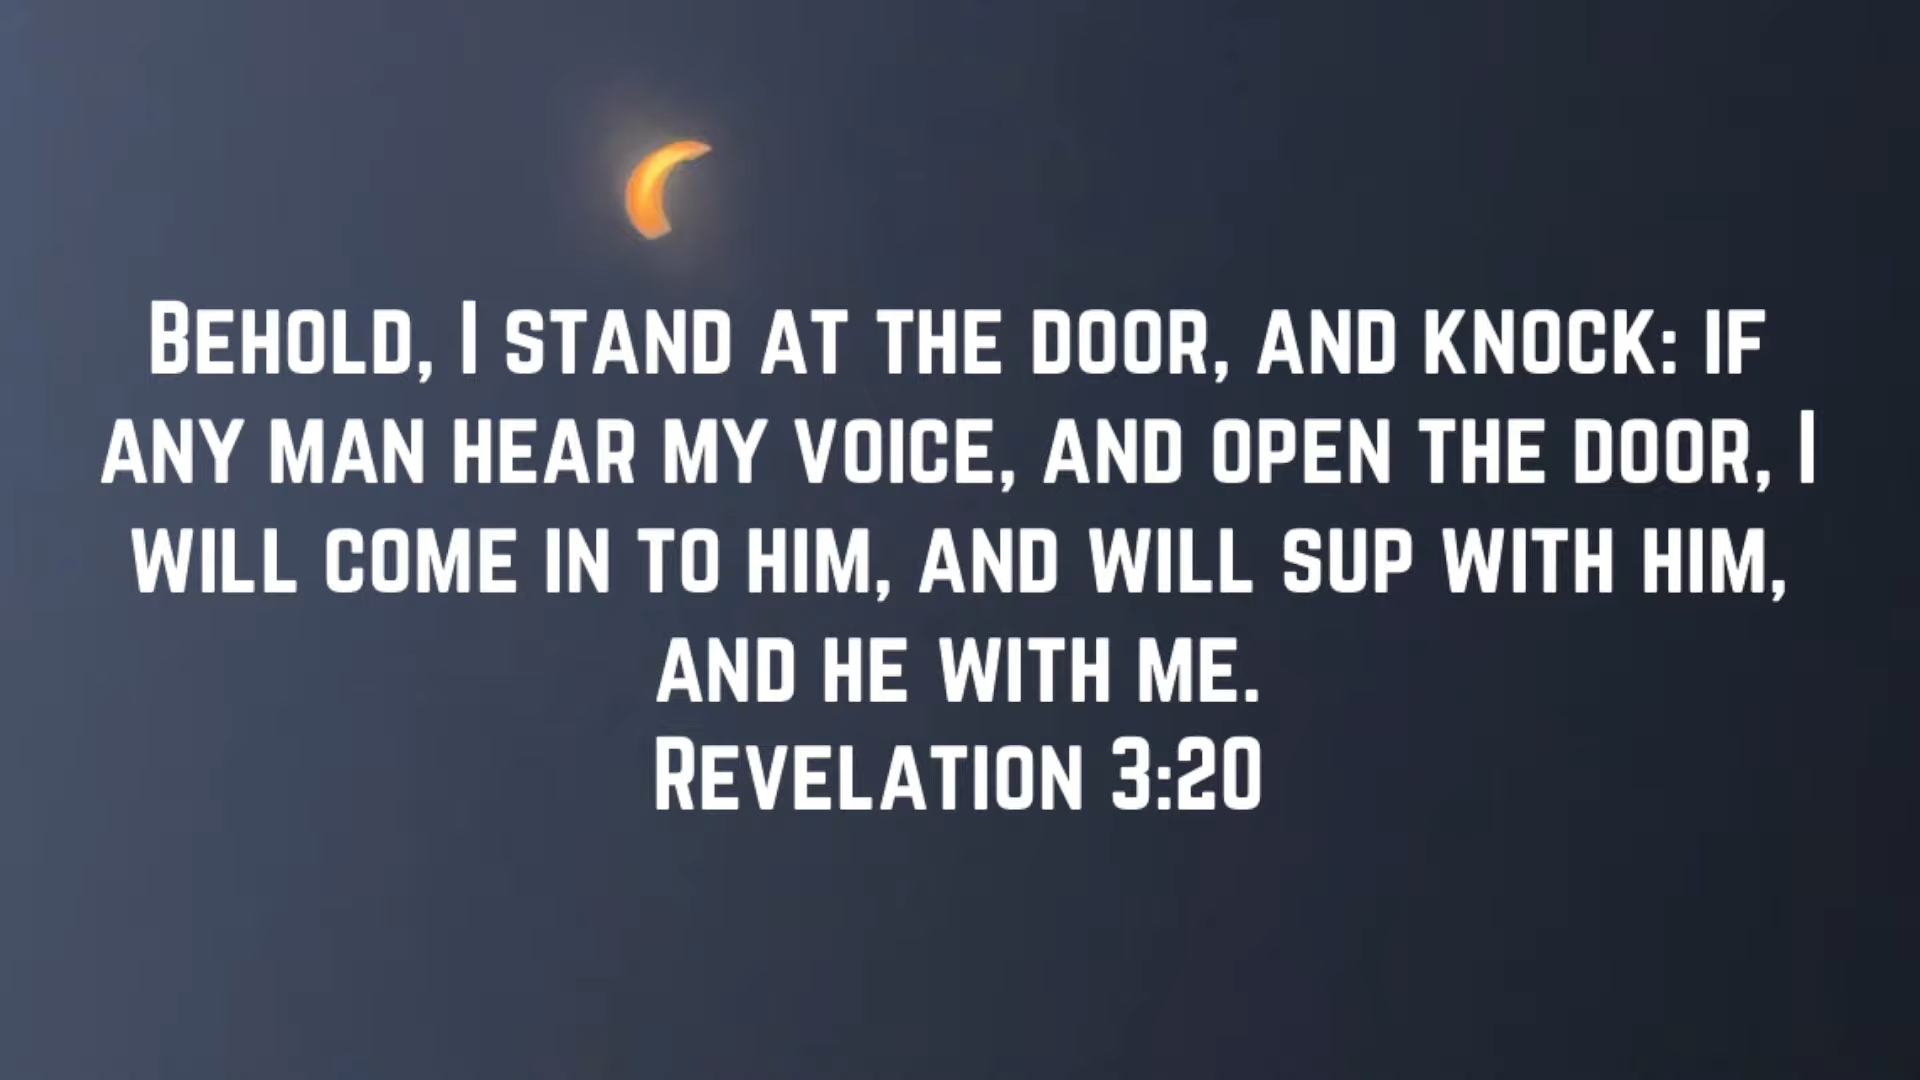 Behold, I stand at the door, and knock: if
any man hear my voice, and open the door, I
will come in to him, and will sup with him,
and he with me.
Revelation 3:20